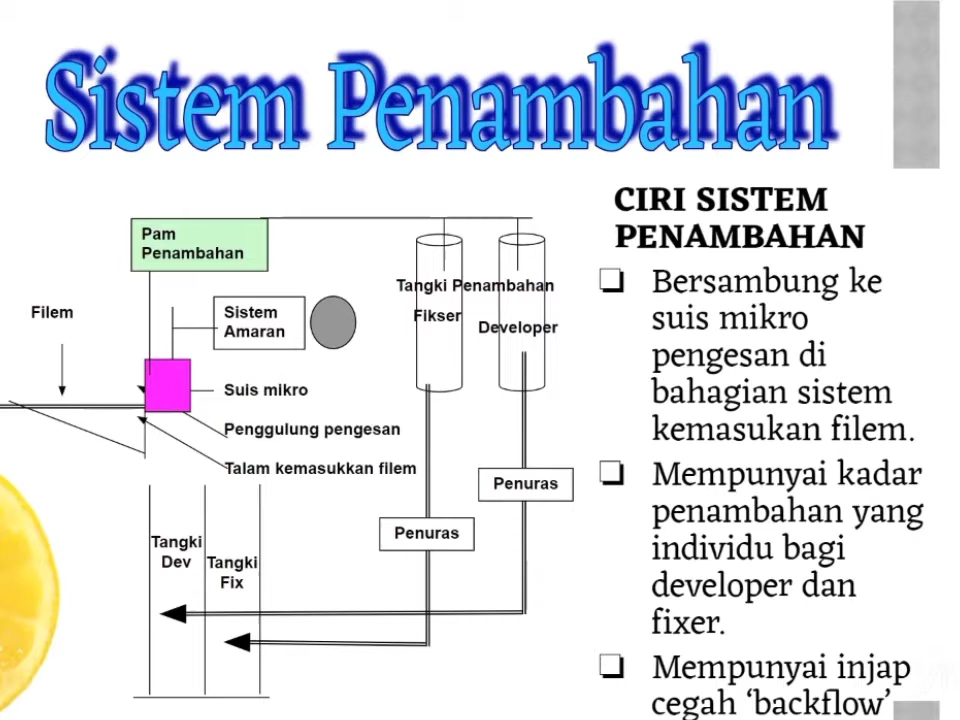 Sistem Penambahan
CIRI SISTEM
PENAMBAHAN
❑ Bersambung ke
suis mikro
pengesan di
bahagian sistem
kemasukan filem.
❑ Mempunyai kadar
penambahan yang
individu bagi
developer dan
fixer.
❑ Mempunyai injap
cegah ‘backflow’
Pam
Penambahan
Filem
Sistem
Amaran
Tangki Penambahan
Fikser
Developer
Suis mikro
Penggulung pengesan
Talam kemasukkan filem
Penuras
Penuras
Tangki
Dev
Tangki
Fix